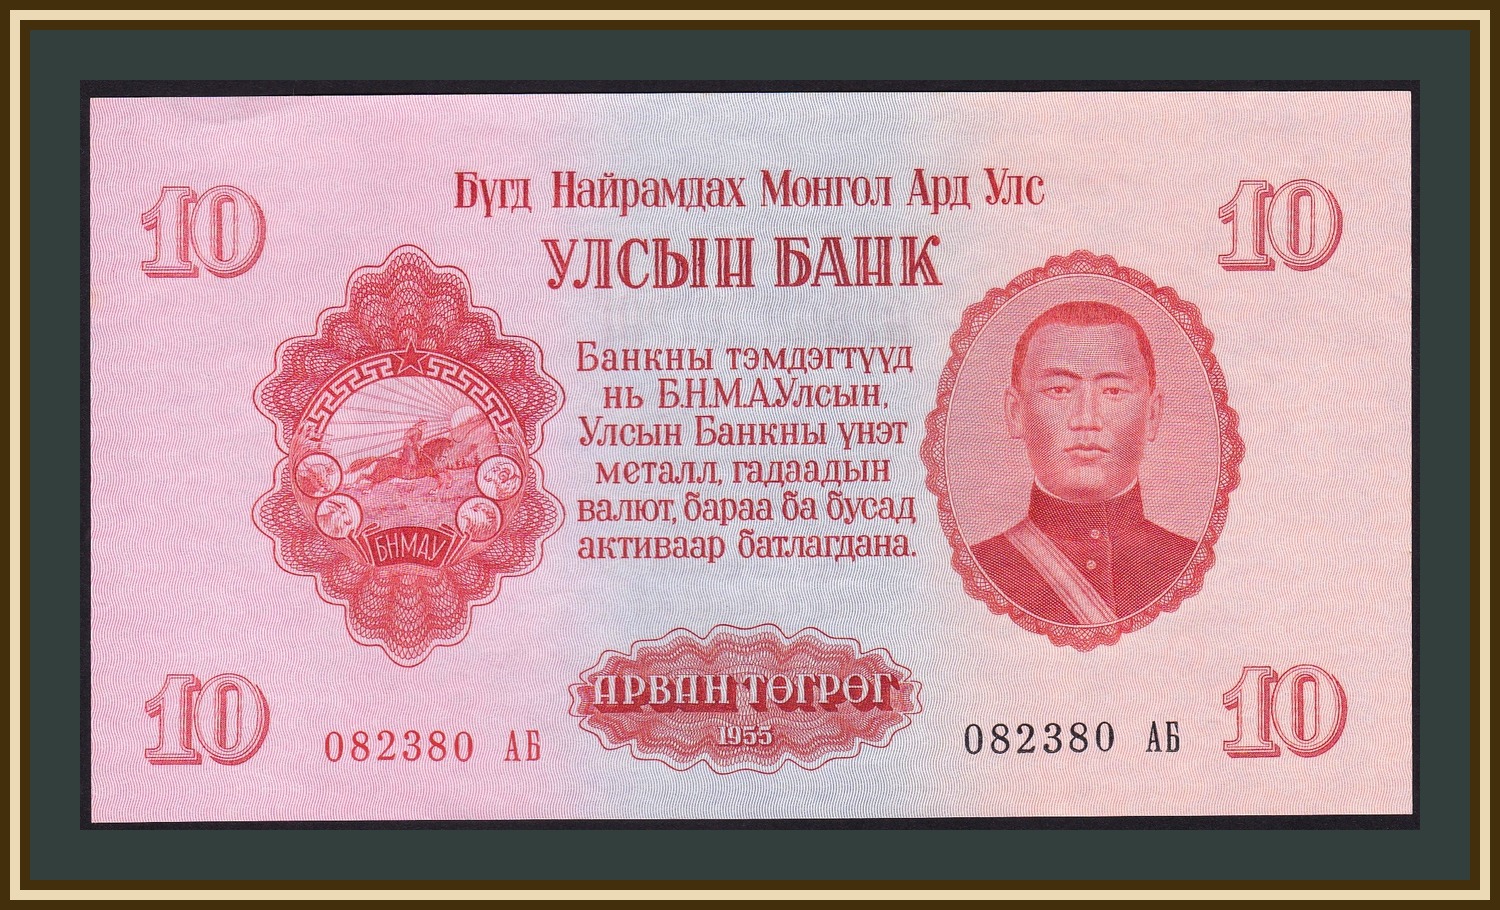 10
10
Бүгд Найрамдах Монгол Ард Улс
УЛСЫН БАНК
Банкны тэмдэгтүүд
нь Б.Н.М.А.Улсын,
Улсын Банкны үнэт
металл, гадаадын
валют, бараа ба бусад
активаар батлагдана.
БНМАУ
АРВАН ТӨГРӨГ
1955
10
082380 АБ
082380 АБ
10